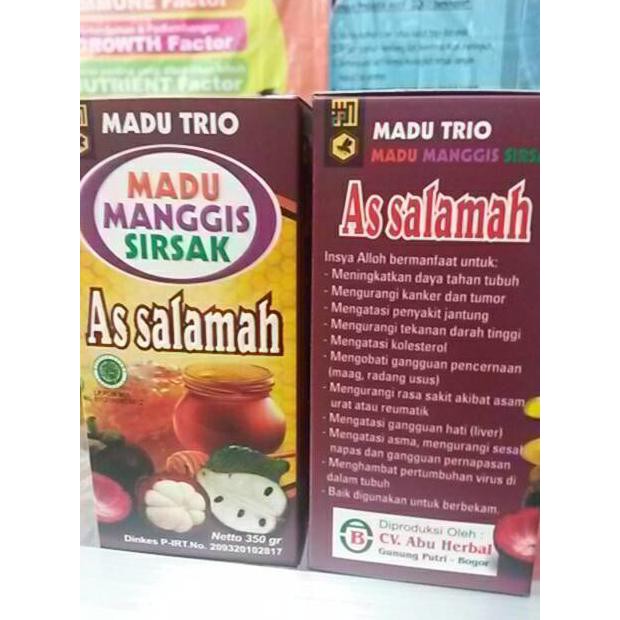 IMMUNE Factor
GROWTH Factor
NUTRIENT Factor
MADU TRIO
MADU
MANGGIS
SIRSAK
As salamah
Netto 350 gr
Dinkes P-IRT.No. 209320102817
MADU TRIO
MADU MANGGIS SIRSAK
As salamah
Insya Alloh bermanfaat untuk:
- Meningkatkan daya tahan tubuh
- Mengurangi kanker dan tumor
- Mengatasi penyakit jantung
- Mengurangi tekanan darah tinggi
- Mengatasi kolesterol
- Mengobati gangguan pencernaan
(maag, radang usus)
- Mengurangi rasa sakit akibat asam
urat atau reumatik
- Mengatasi gangguan hati (liver)
- Mengatasi asma, mengurangi sesak
napas dan gangguan pernapasan
- Menghambat pertumbuhan virus di
dalam tubuh
- Baik digunakan untuk berbekam.
B
Diproduksi Oleh :
CV. Abu Herbal
Gunung Putri - Bogor